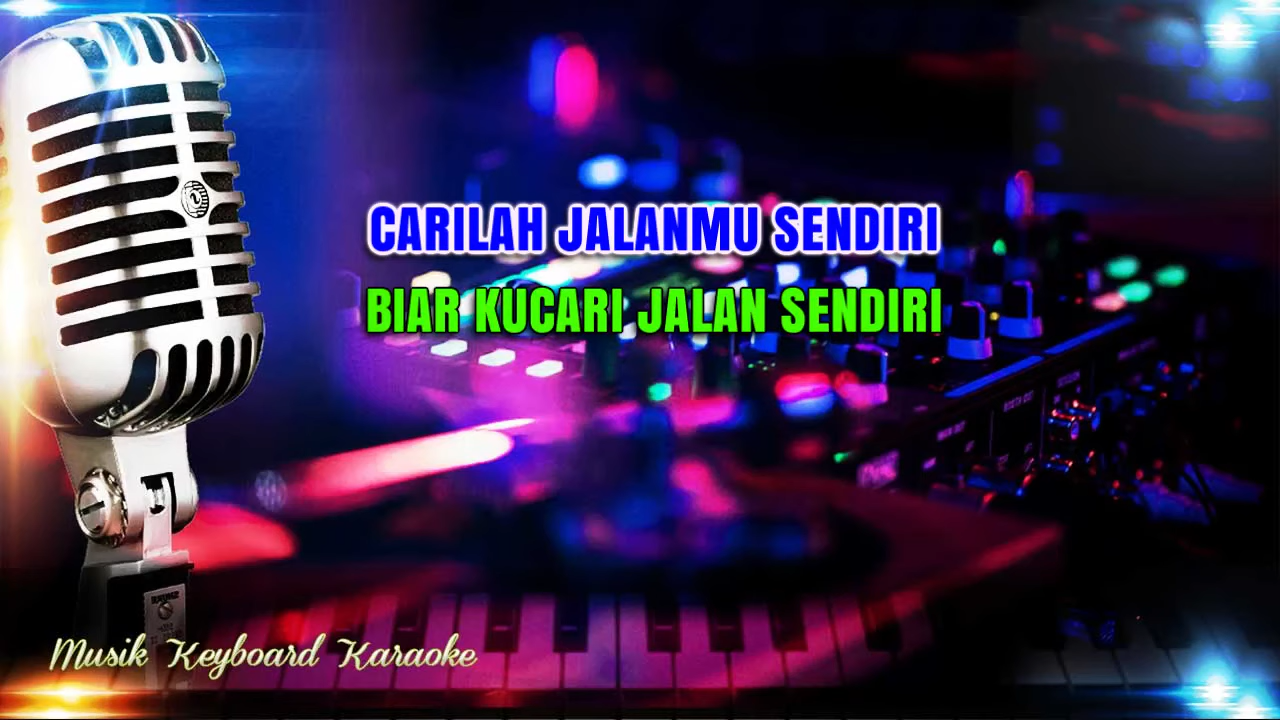 CARILAH JALANMU SENDIRI
BIAR KUCARI JALAN SENDIRI
Musik Keyboard Karaoke